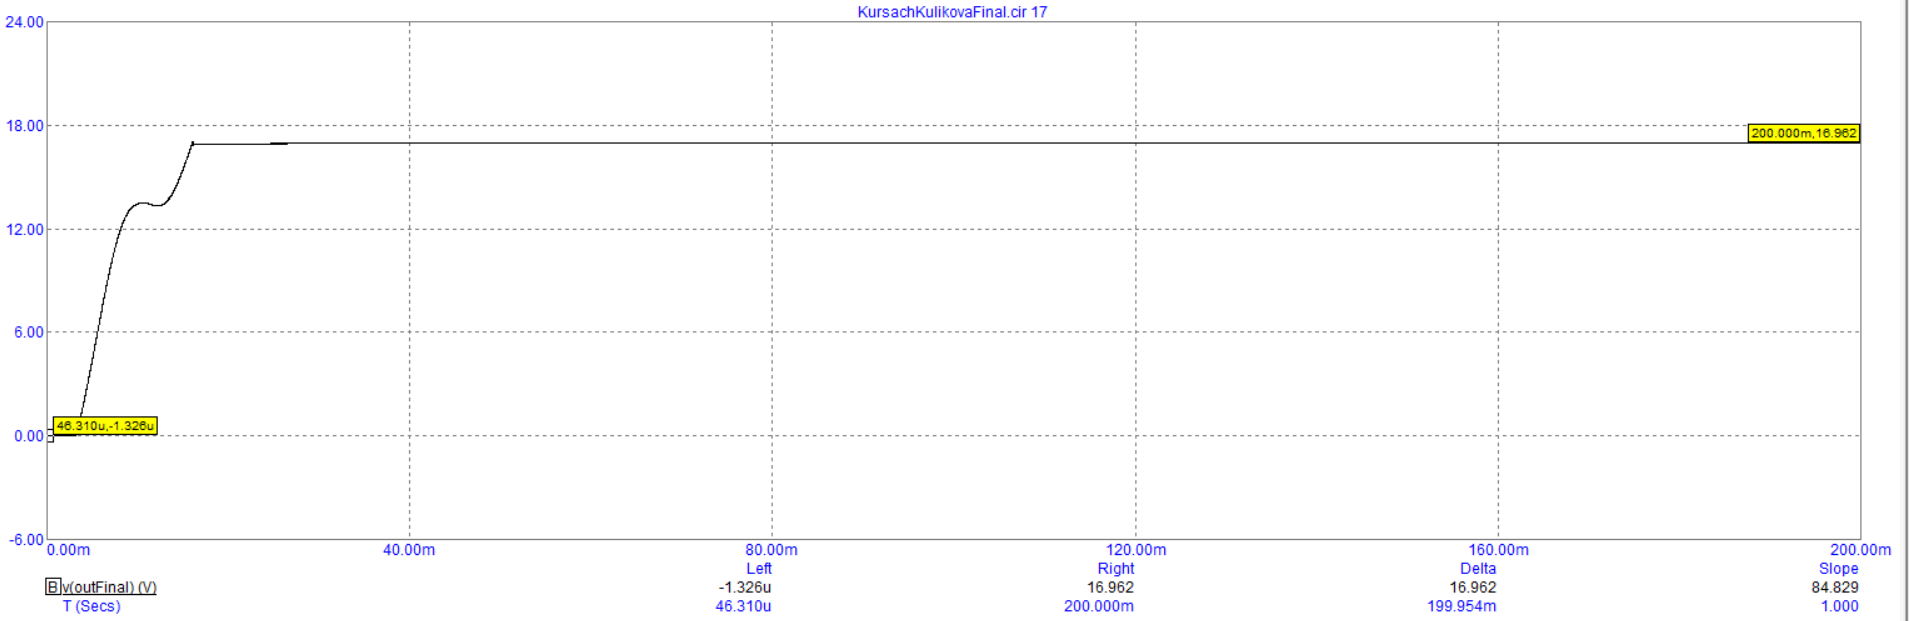 KursachKulikovaFinal.cir 17
24.00
18.00
200.000m,16.962
12.00
6.00
46.310u,-1.326u
0.00
-6.00
0.00m 40.00m 80.00m 120.00m 160.00m 200.00m
Left Right Delta Slope
B v(outFinal) (V) -1.326u 16.962 16.962 84.829
T (Secs) 46.310u 200.000m 199.954m 1.000